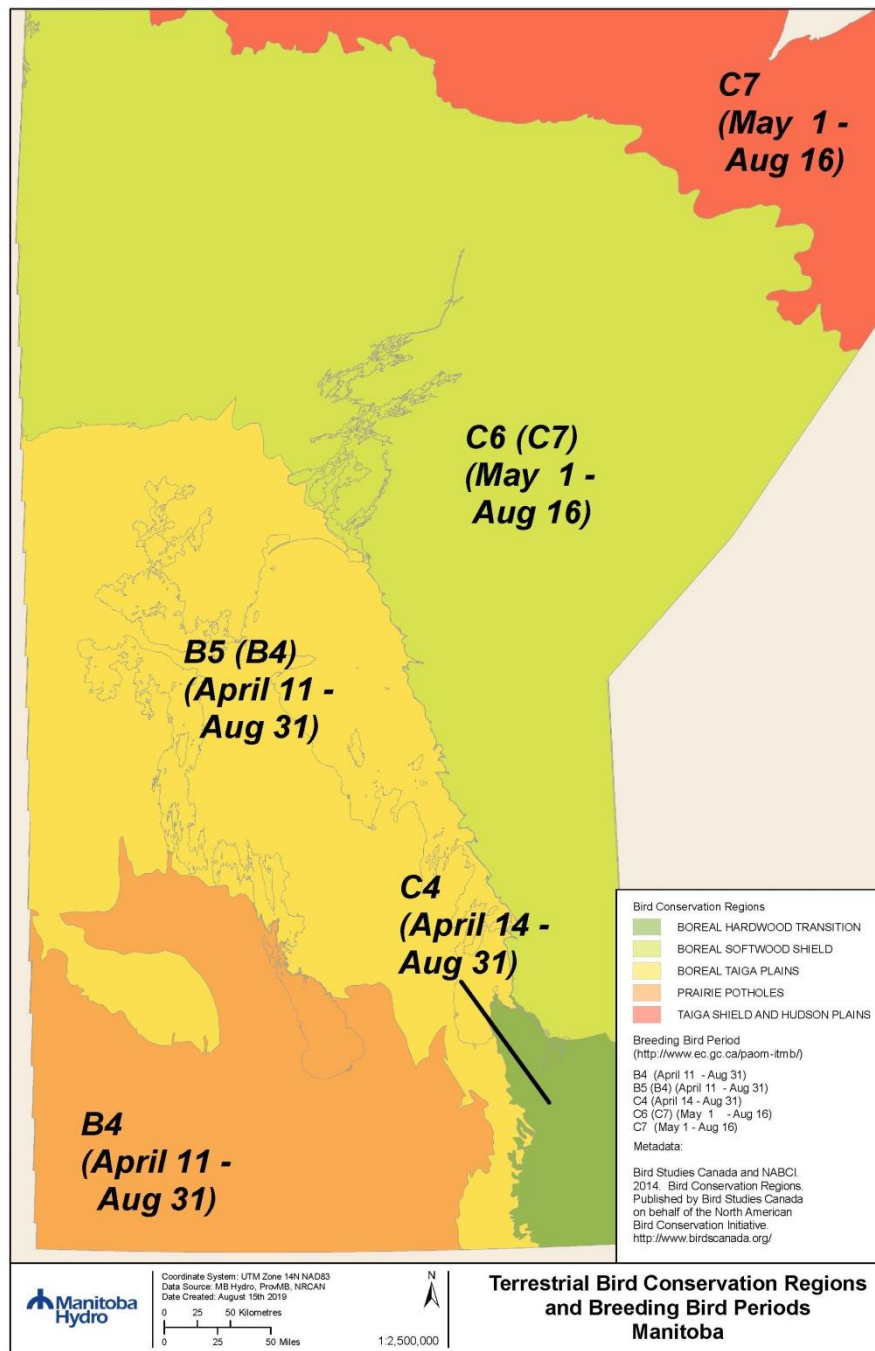 C7
(May 1 -
Aug 16)
C6 (C7)
(May 1 -
Aug 16)
B5 (B4)
(April 11 -
Aug 31)
C4
(April 14 -
Aug 31)
B4
(April 11 -
Aug 31)
Bird Conservation Regions
BOREAL HARDWOOD TRANSITION
BOREAL SOFTWOOD SHIELD
BOREAL TAIGA PLAINS
PRAIRIE POTHOLES
TAIGA SHIELD AND HUDSON PLAINS
Breeding Bird Period
(http://www.ec.gc.ca/paom-itmb/)
B4 (April 11 - Aug 31)
B5 (B4) (April 11 - Aug 31)
C4 (April 14 - Aug 31)
C6 (C7) (May 1 - Aug 16)
C7 (May 1 - Aug 16)
Metadata:
Bird Studies Canada and NABCI.
2014. Bird Conservation Regions.
Published by Bird Studies Canada
on behalf of the North American
Bird Conservation Initiative.
http://www.birdscanada.org/
Manitoba
Hydro
Coordinate System: UTM Zone 14N NAD83
Data Source: MB Hydro, ProvMB, NRCAN
Date Created: August 15th 2019
0 25 50 Kilometres
0 25 50 Miles
N
1:2,500,000
Terrestrial Bird Conservation Regions
and Breeding Bird Periods
Manitoba